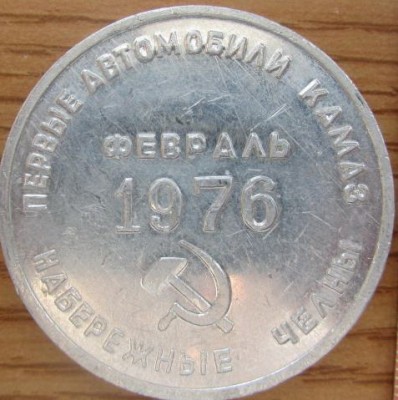 ПЕРВЫЕ АВТОМОБИЛИ КАМАЗ
ФЕВРАЛЬ
1976
НАБЕРЕЖНЫЕ ЧЕЛНЫ